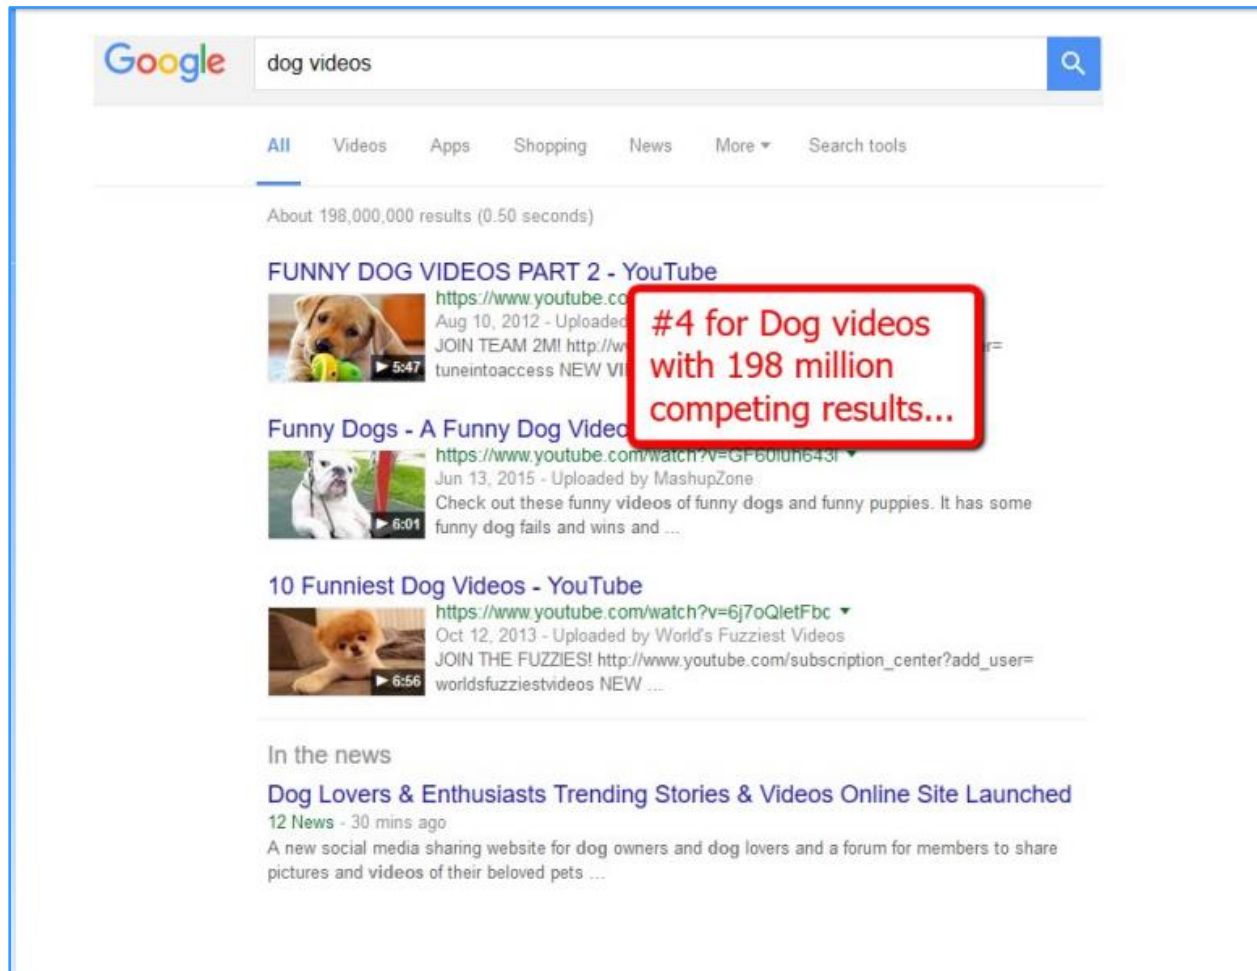 Google
dog videos
All Videos Apps Shopping News More Search tools
About 198,000,000 results (0.50 seconds)
FUNNY DOG VIDEOS PART 2 - YouTube
https://www.youtube.co
Aug 10, 2012 - Uploaded
JOIN TEAM 2M! http://w r=
5:47
tuneintoaccess NEW
#4 for Dog videos
with 198 million
competing results...
Funny Dogs - A Funny Dog
Jun 13, 2015 - Uploaded by MashupZone
Check out these funny videos of funny dogs and funny puppies. It has some
6:01
funny dog fails and wins and ...
10 Funniest Dog Videos - YouTube
https://www.youtube.com/watch?v=6j7oQletFbc
Oct 12, 2013 - Uploaded by World's Fuzziest Videos
JOIN THE FUZZIES! http://www.youtube.com/subscription_center?add_user=
6:56
worldsfuzziestvideos NEW ...
In the news
Dog Lovers & Enthusiasts Trending Stories & Videos Online Site Launched
12 News - 30 mins ago
A new social media sharing website for dog owners and dog lovers and a forum for members to share
pictures and videos of their beloved pets ...